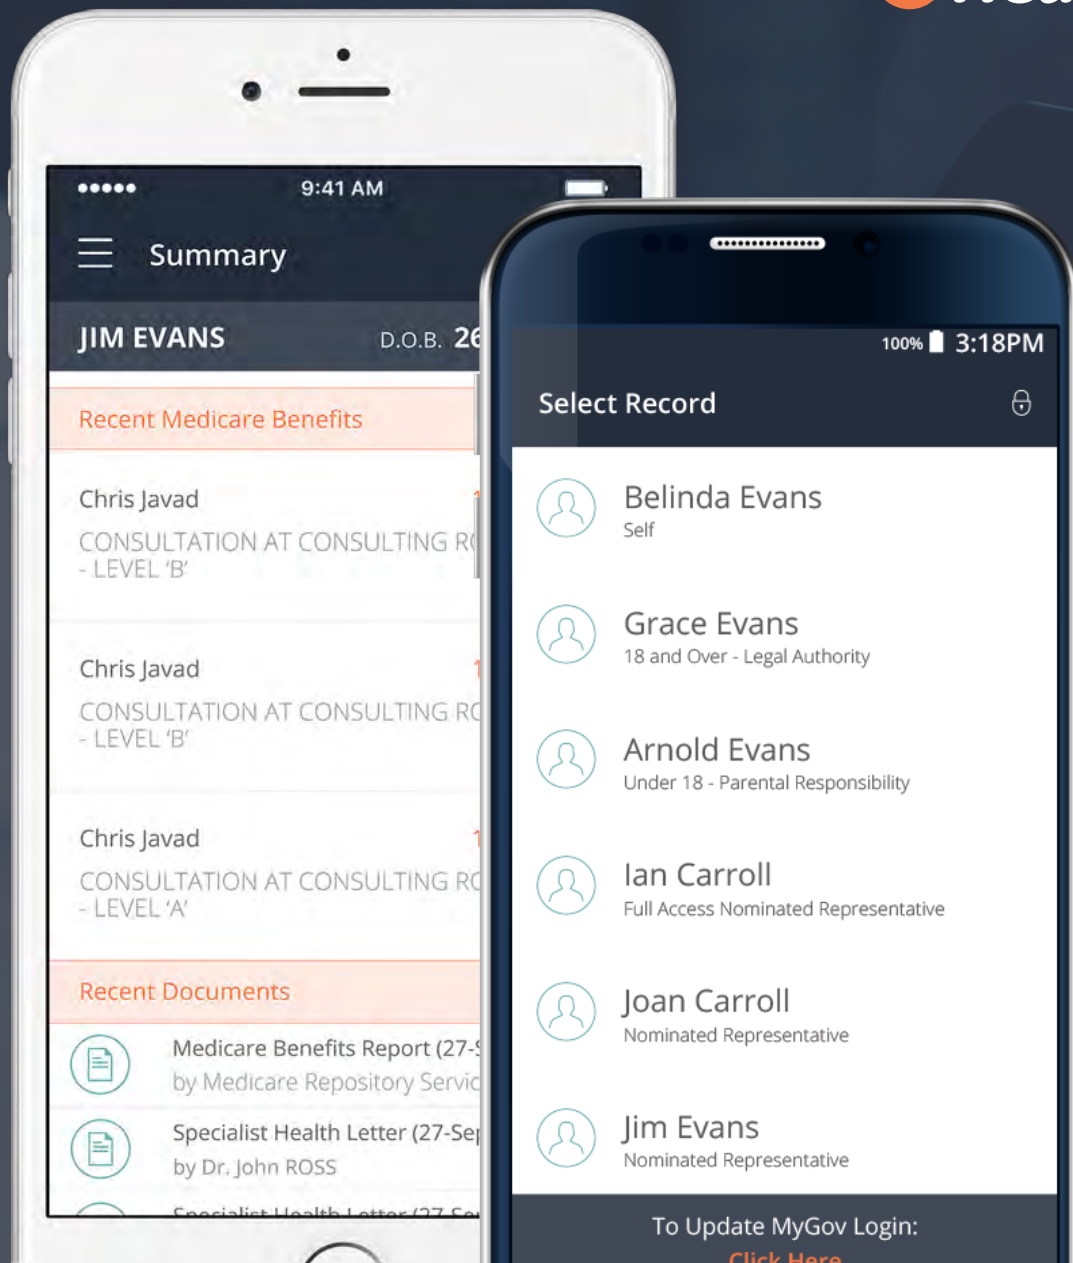 9:41 AM
Summary
JIM EVANS D.O.B.
Recent Medicare Benefits
Chris Javad
CONSULTATION AT CONSULTING
- LEVEL 'B'
Chris Javad
CONSULTATION AT CONSULTING
- LEVEL 'B'
Chris Javad
CONSULTATION AT CONSULTING
- LEVEL 'A'
Recent Documents
Medicare Benefits Report
by Medicare Repository
Specialist Health Letter
by Dr. John ROSS
Specialist Health Letter
100% 3:18PM
Select Record
Belinda Evans
Self
Grace Evans
18 and Over - Legal Authority
Arnold Evans
Under 18 - Parental Responsibility
Ian Carroll
Full Access Nominated Representative
Joan Carroll
Nominated Representative
Jim Evans
Nominated Representative
To Update MyGov Login:
Click Here